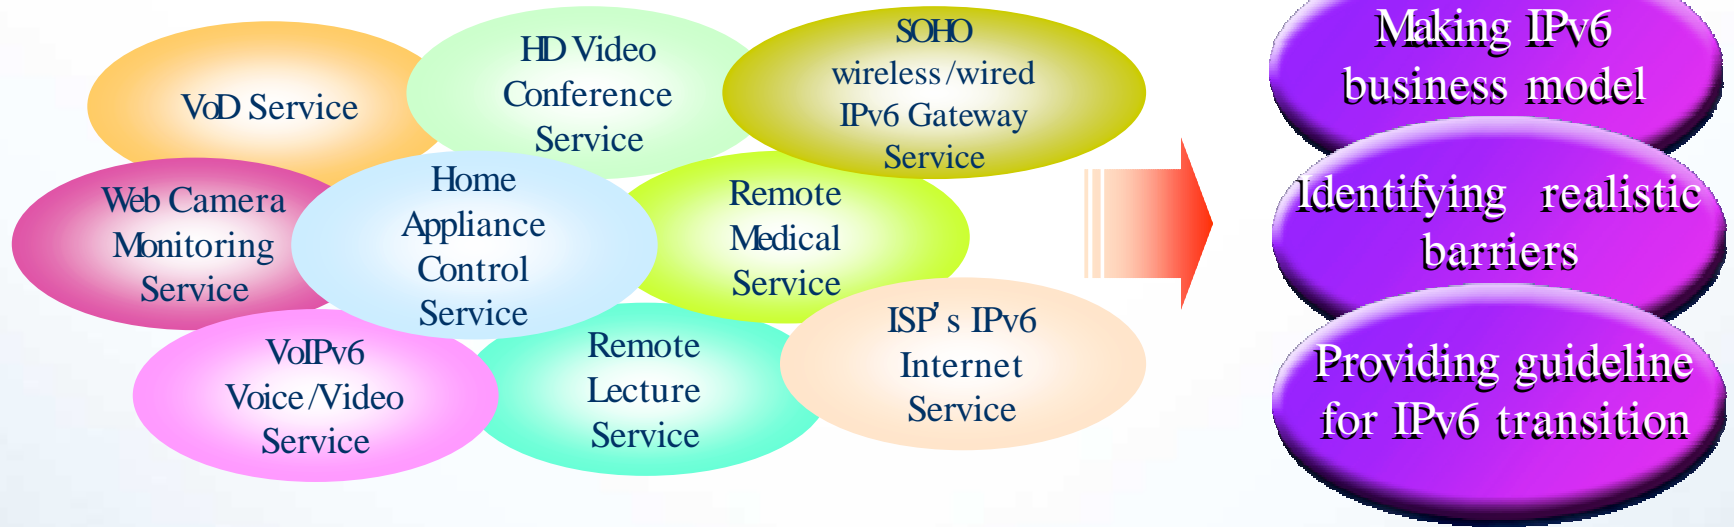 VoD Service
HD Video
Conference
Service
SOHO
wireless/wired
IPv6 Gateway
Service
Web Camera
Monitoring
Service
Home
Appliance
Control
Service
Remote
Medical
Service
VoIPv6
Voice/Video
Service
Remote
Lecture
Service
ISP's IPv6
Internet
Service
Making IPv6
business model
Identifying realistic
barriers
Providing guideline
for IPv6 transition